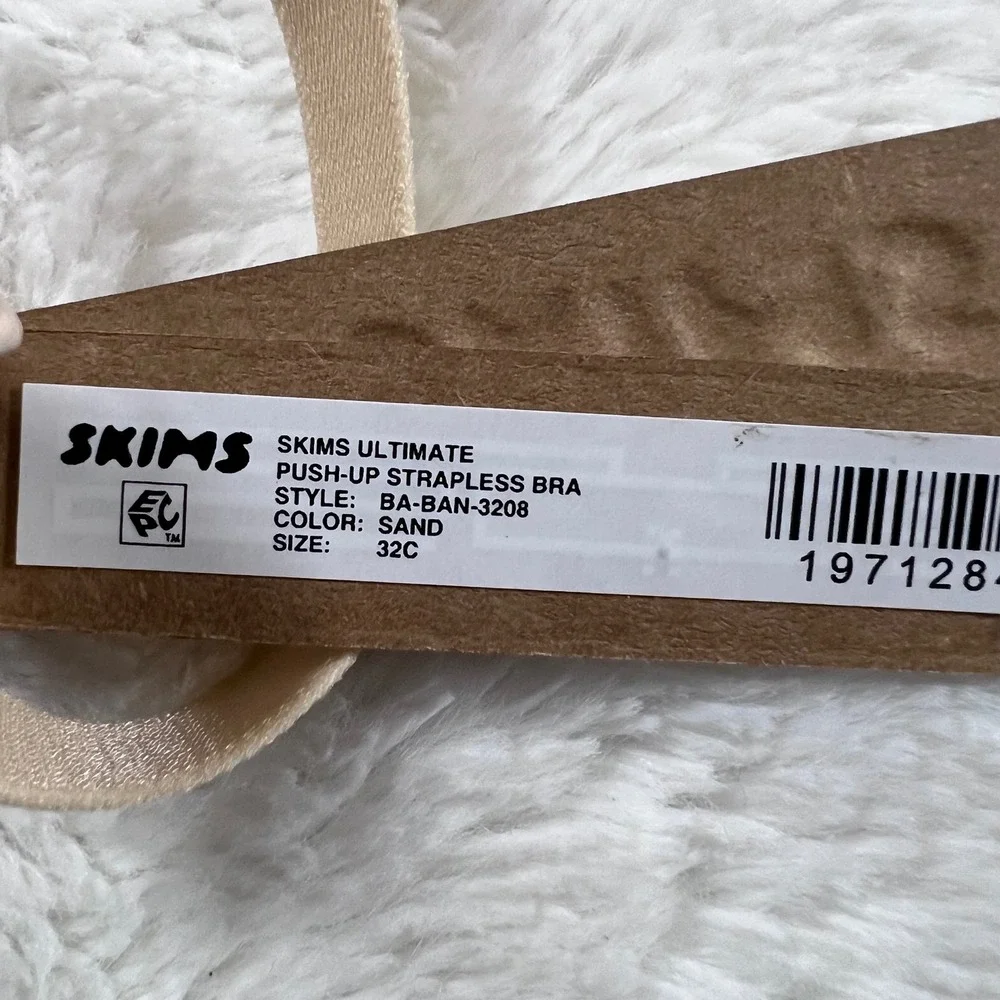 SKIMS
EPC TM
SKIMS ULTIMATE
PUSH-UP STRAPLESS BRA
STYLE: BA-BAN-3208
COLOR: SAND
SIZE: 32C
197128